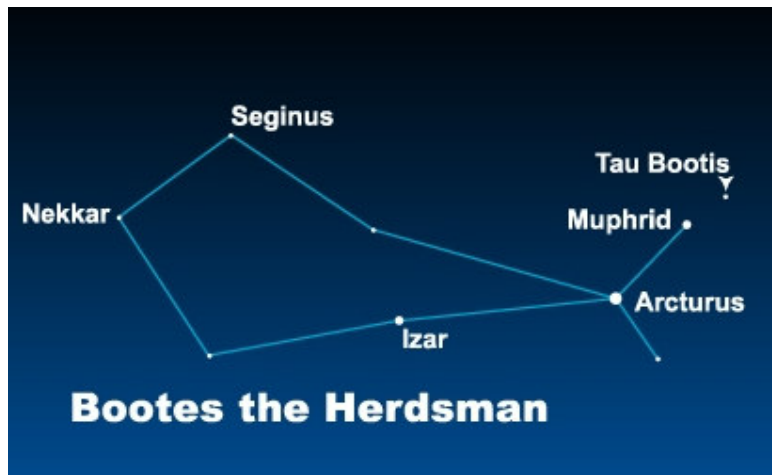 Seginus
Tau Bootis
Nekkar
Muphrid
Arcturus
Izar
Bootes the Herdsman